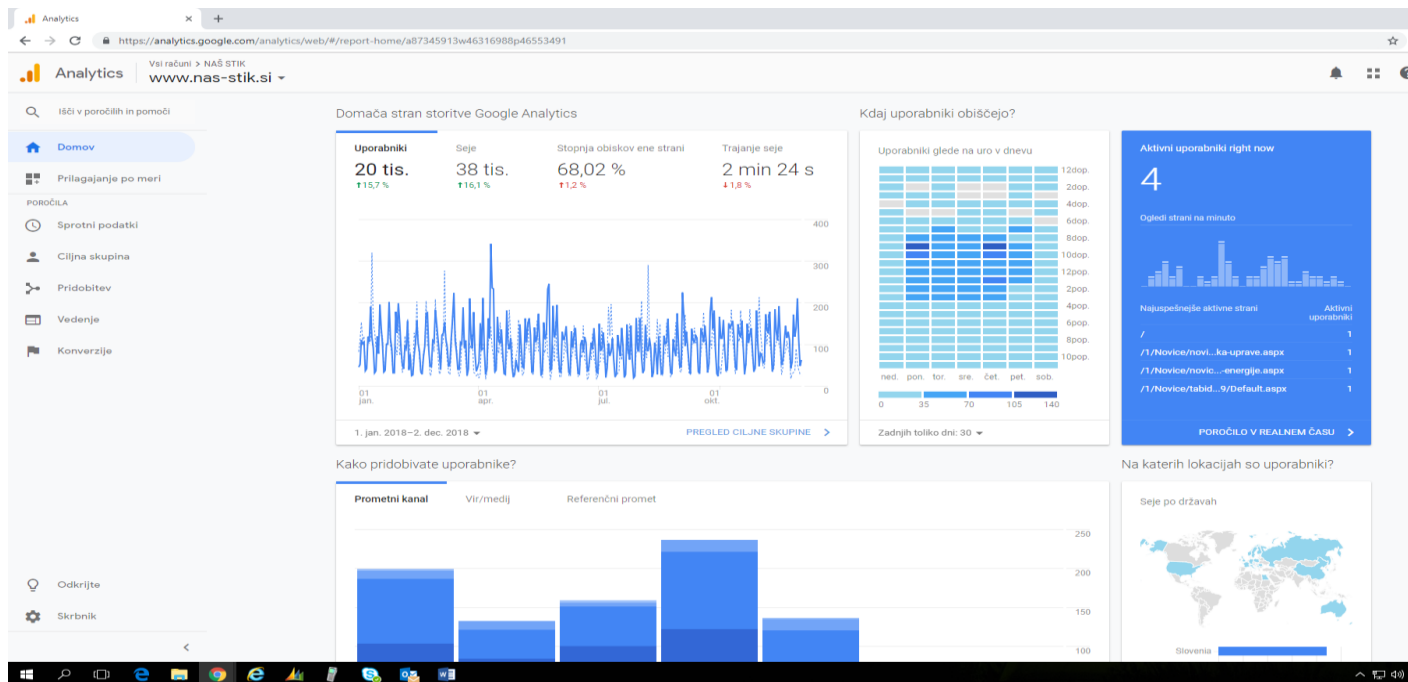 Analytics
https://analytics.google.com/analytics/web/#/report-home/a87345913w46316988p46553491
Analytics
Vsi računi > NAŠ STIK
www.nas-stik.si
Išči v poročilih in pomoči
Domov
Prilagajanje po meri
POROČILA
Sprotni podatki
Ciljna skupina
Pridobitev
Vedenje
Konverzije
Odkrijte
Skrbnik
Domača stran storitve Google Analytics
Uporabniki Seje Stopnja obiskov ene strani Trajanje seje
20 tis. 38 tis. 68,02 % 2 min 24 s
15,7 % 16,1 % 1,2 % 1,8 %
400
300
200
100
0
01 01 01 01
jan. apr. jul. okt.
1. jan. 2018–2. dec. 2018 PREGLED CILJNE SKUPINE
Kdaj uporabniki obiščejo?
Uporabniki glede na uro v dnevu
12dop.
2dop.
4dop.
6dop.
8dop.
10dop.
12pop.
2pop.
4pop.
6pop.
8pop.
10pop.
ned. pon. tor. sre. čet. pet. sob.
0 35 70 105 140
Zadnjih toliko dni: 30
Aktivni uporabniki right now
4
Ogledi strani na minuto
Najuspešnejše aktivne strani Aktivni
uporabniki
/ 1
/1/Novice/novi...ka-uprave.aspx 1
/1/Novice/novic...-energije.aspx 1
/1/Novice/tabid...9/Default.aspx 1
POROČILO V REALNEM ČASU
Kako pridobivate uporabnike?
Prometni kanal Vir/medij Referenčni promet
250
200
150
100
Na katerih lokacijah so uporabniki?
Seje po državah
Slovenia